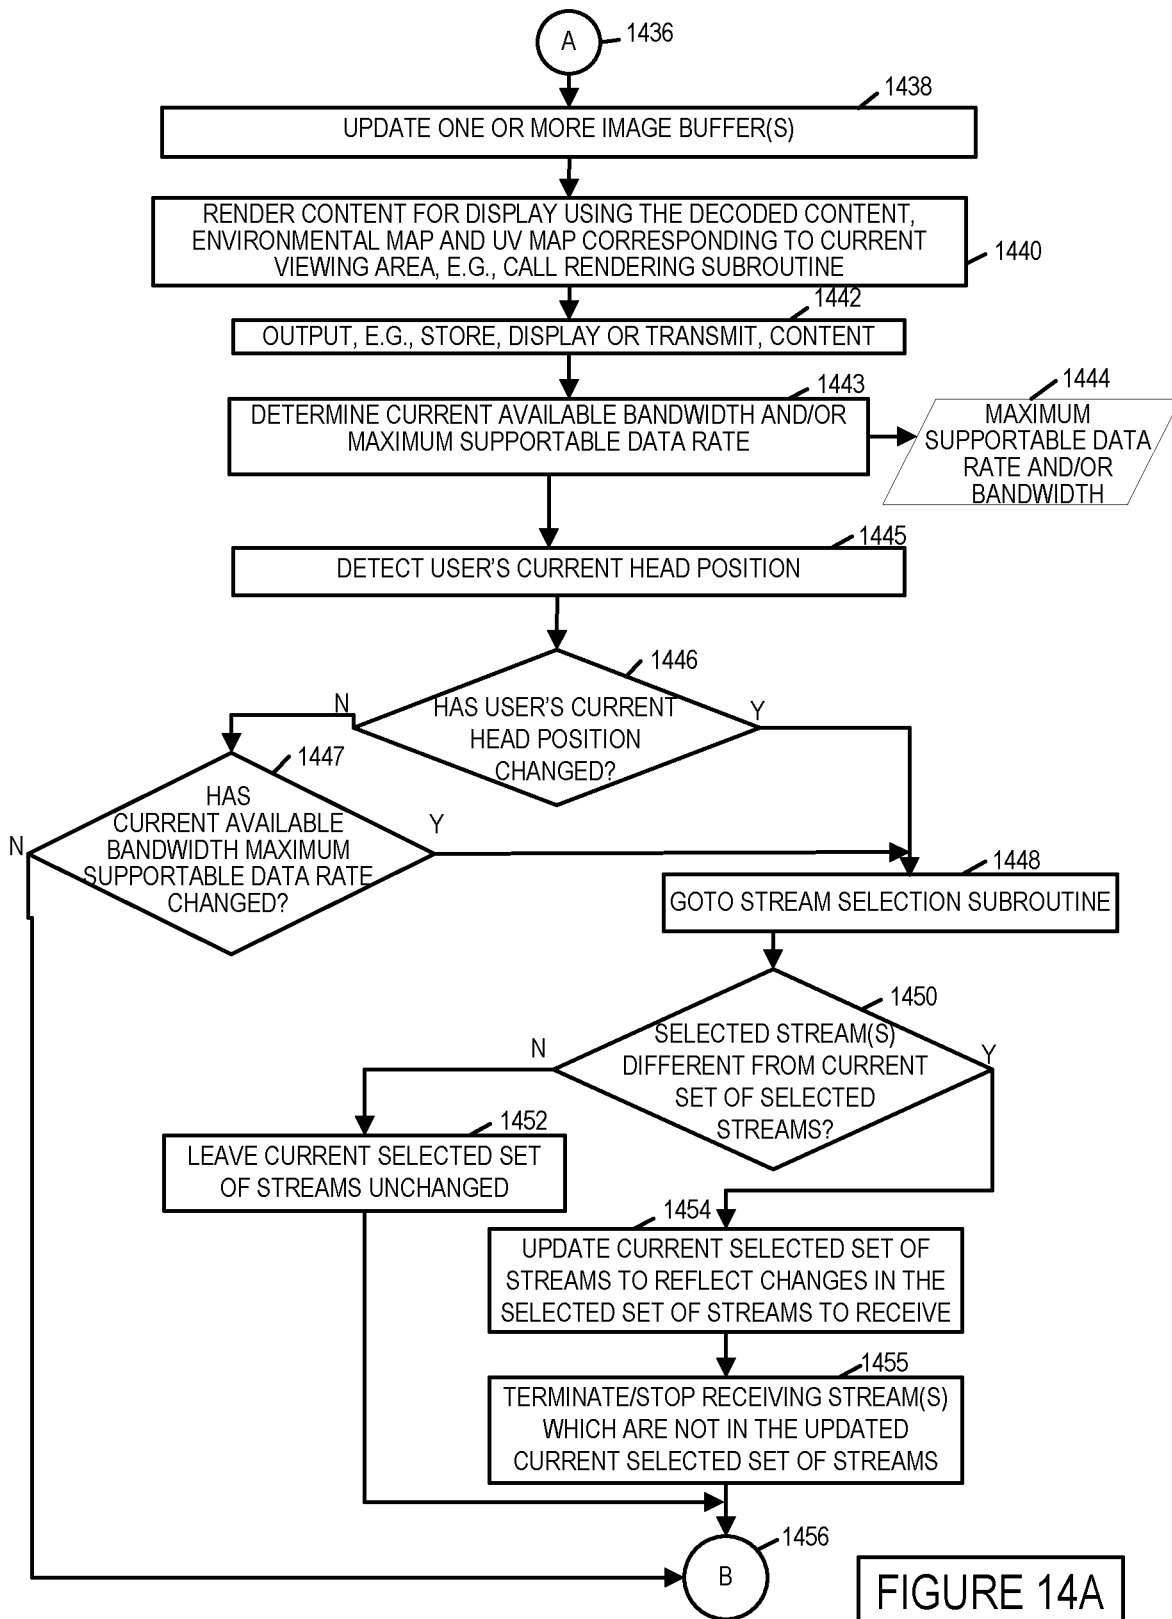 A
1436
1438
UPDATE ONE OR MORE IMAGE BUFFER(S)
RENDER CONTENT FOR DISPLAY USING THE DECODED CONTENT,
ENVIRONMENTAL MAP AND UV MAP CORRESPONDING TO CURRENT
VIEWING AREA, E.G., CALL RENDERING SUBROUTINE
1440
1442
OUTPUT, E.G., STORE, DISPLAY OR TRANSMIT, CONTENT
1443
DETERMINE CURRENT AVAILABLE BANDWIDTH AND/OR
MAXIMUM SUPPORTABLE DATA RATE
1444
MAXIMUM
SUPPORTABLE DATA
RATE AND/OR
BANDWIDTH
1445
DETECT USER'S CURRENT HEAD POSITION
1446
HAS USER'S CURRENT
HEAD POSITION
CHANGED?
N
Y
1447
HAS
CURRENT AVAILABLE
BANDWIDTH MAXIMUM
SUPPORTABLE DATA RATE
CHANGED?
N
Y
1448
GOTO STREAM SELECTION SUBROUTINE
1450
SELECTED STREAM(S)
DIFFERENT FROM CURRENT
SET OF SELECTED
STREAMS?
N
Y
1452
LEAVE CURRENT SELECTED SET
OF STREAMS UNCHANGED
1454
UPDATE CURRENT SELECTED SET OF
STREAMS TO REFLECT CHANGES IN THE
SELECTED SET OF STREAMS TO RECEIVE
1455
TERMINATE/STOP RECEIVING STREAM(S)
WHICH ARE NOT IN THE UPDATED
CURRENT SELECTED SET OF STREAMS
B
1456
FIGURE 14A